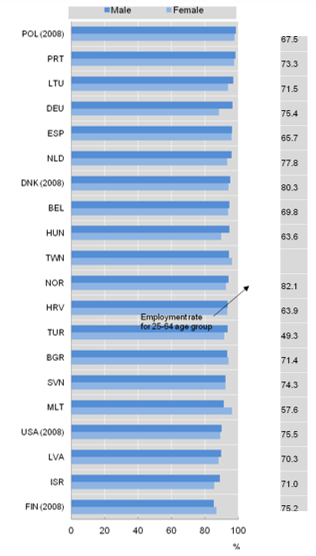 Male Female
POL (2008) 67.5
PRT 73.3
LTU 71.5
DEU 75.4
ESP 65.7
NLD 77.8
DNK (2008) 80.3
BEL 69.8
HUN 63.6
TWN
NOR 82.1
HRV 63.9
Employment rate
for 25-64 age group
TUR 49.3
BGR 71.4
SVN 74.3
MLT 57.6
USA (2008) 75.5
LVA 70.3
ISR 71.0
FIN (2008) 75.2
0 20 40 60 80 100
%